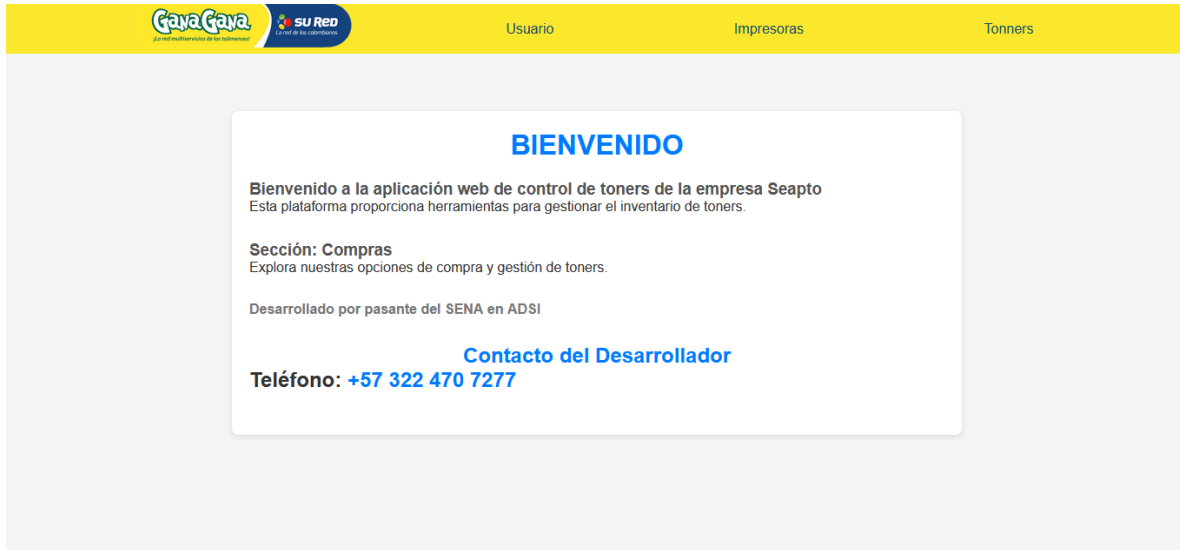 Gana Gana
¡La red multiservicios de los tolimenses!
SU RED
La red de los colombianos
Usuario
Impresoras
Tonners
BIENVENIDO
Bienvenido a la aplicación web de control de toners de la empresa Seapto
Esta plataforma proporciona herramientas para gestionar el inventario de toners.
Sección: Compras
Explora nuestras opciones de compra y gestión de toners.
Desarrollado por pasante del SENA en ADSI
Contacto del Desarrollador
Teléfono: +57 322 470 7277